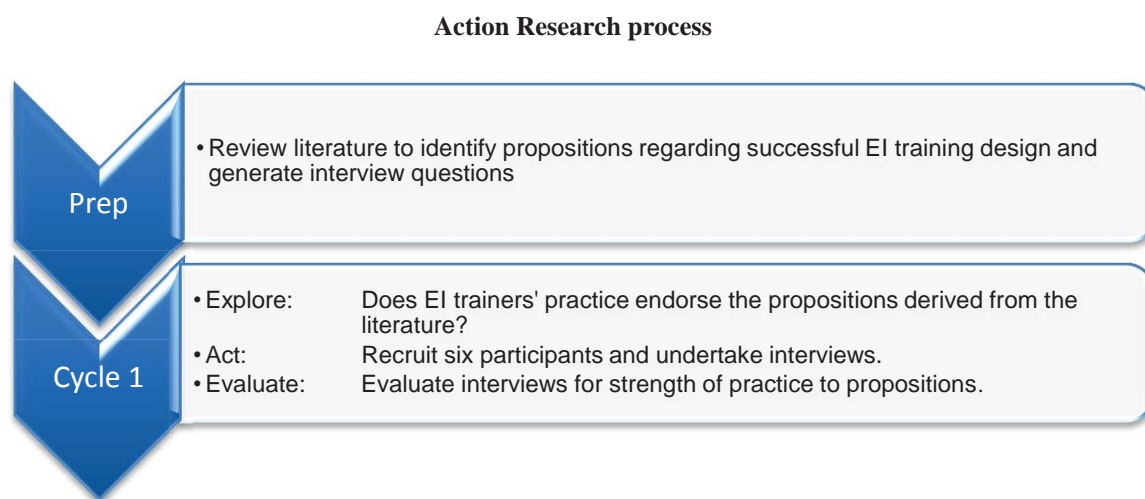 Action Research process
• Review literature to identify propositions regarding successful EI training design and
generate interview questions
Prep
• Explore: Does EI trainers' practice endorse the propositions derived from the
literature?
• Act: Recruit six participants and undertake interviews.
• Evaluate: Evaluate interviews for strength of practice to propositions.
Cycle 1